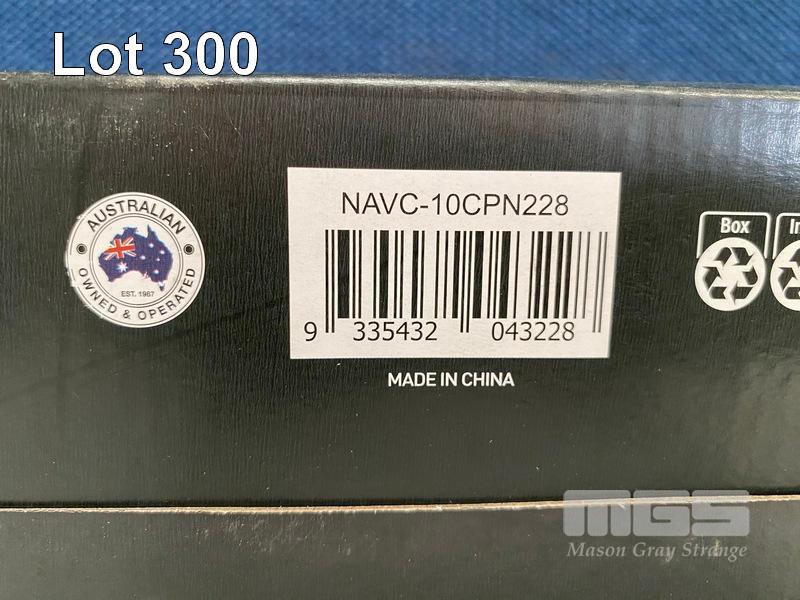 Lot 300
NAVC-10CPN228
9 335432 043228
MADE IN CHINA
AUSTRALIAN
EST. 1967
OWNED & OPERATED
Box
MGS
Mason Gray Strange